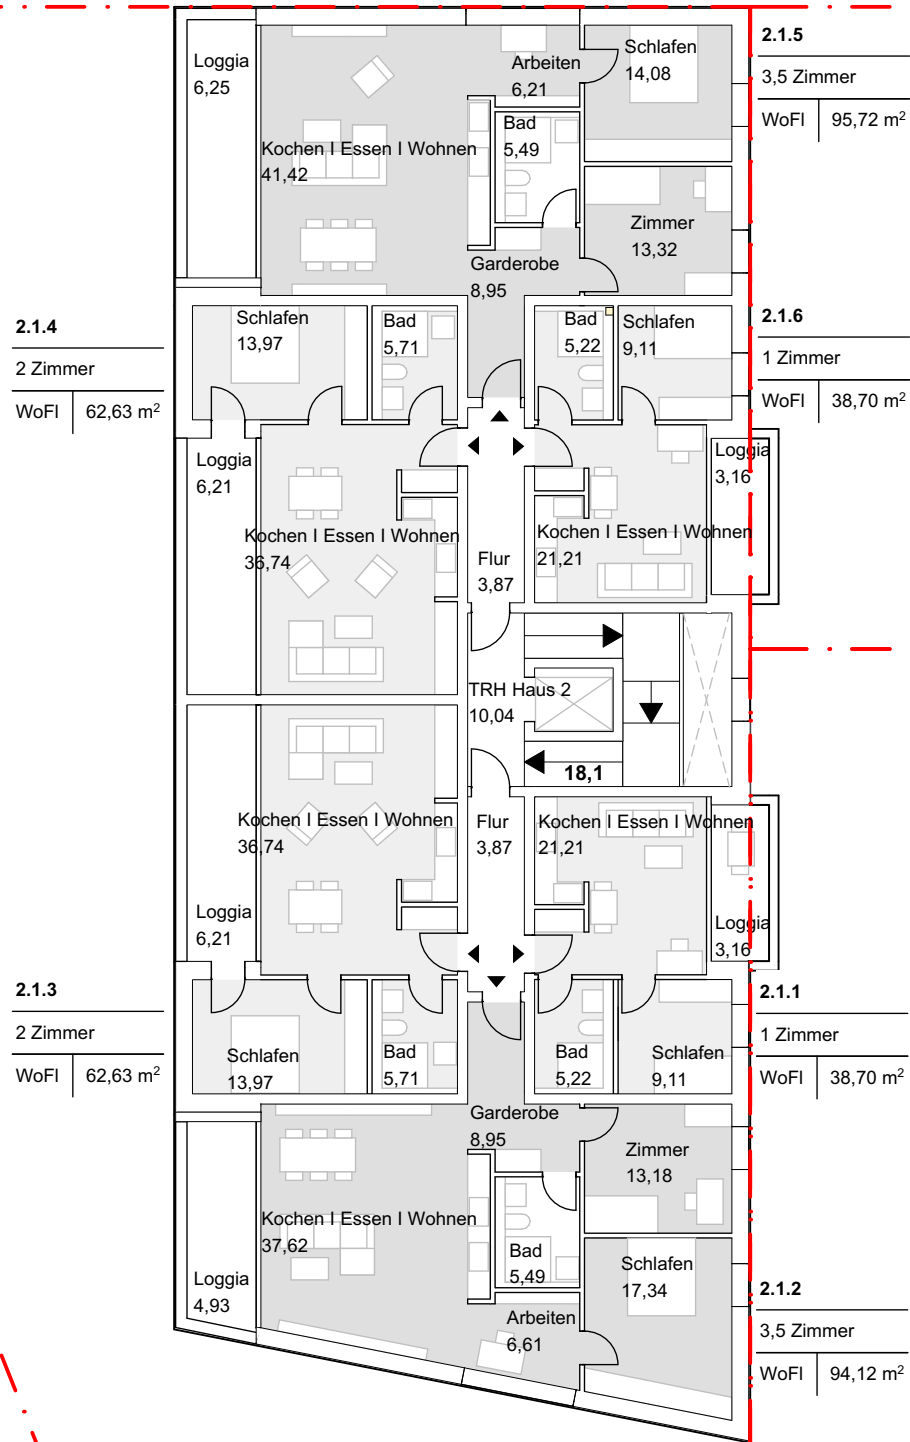 Loggia
6,25
Arbeiten
6,21
Schlafen
14,08
2.1.5
3,5 Zimmer
WoFl 95,72 m²
Kochen I Essen I Wohnen
41,42
Bad
5,49
Zimmer
13,32
Garderobe
8,95
2.1.4
2 Zimmer
WoFl 62,63 m²
Schlafen
13,97
Bad
5,71
Bad
5,22
Schlafen
9,11
2.1.6
1 Zimmer
WoFl 38,70 m²
Loggia
6,21
Kochen I Essen I Wohnen
36,74
Flur
3,87
Kochen I Essen I Wohnen
21,21
Loggia
3,16
TRH Haus 2
10,04
18,1
Kochen I Essen I Wohnen
36,74
Flur
3,87
Kochen I Essen I Wohnen
21,21
Loggia
6,21
Loggia
3,16
2.1.3
2 Zimmer
WoFl 62,63 m²
Schlafen
13,97
Bad
5,71
Bad
5,22
Schlafen
9,11
2.1.1
1 Zimmer
WoFl 38,70 m²
Garderobe
8,95
Zimmer
13,18
Kochen I Essen I Wohnen
37,62
Bad
5,49
Schlafen
17,34
Loggia
4,93
Arbeiten
6,61
2.1.2
3,5 Zimmer
WoFl 94,12 m²